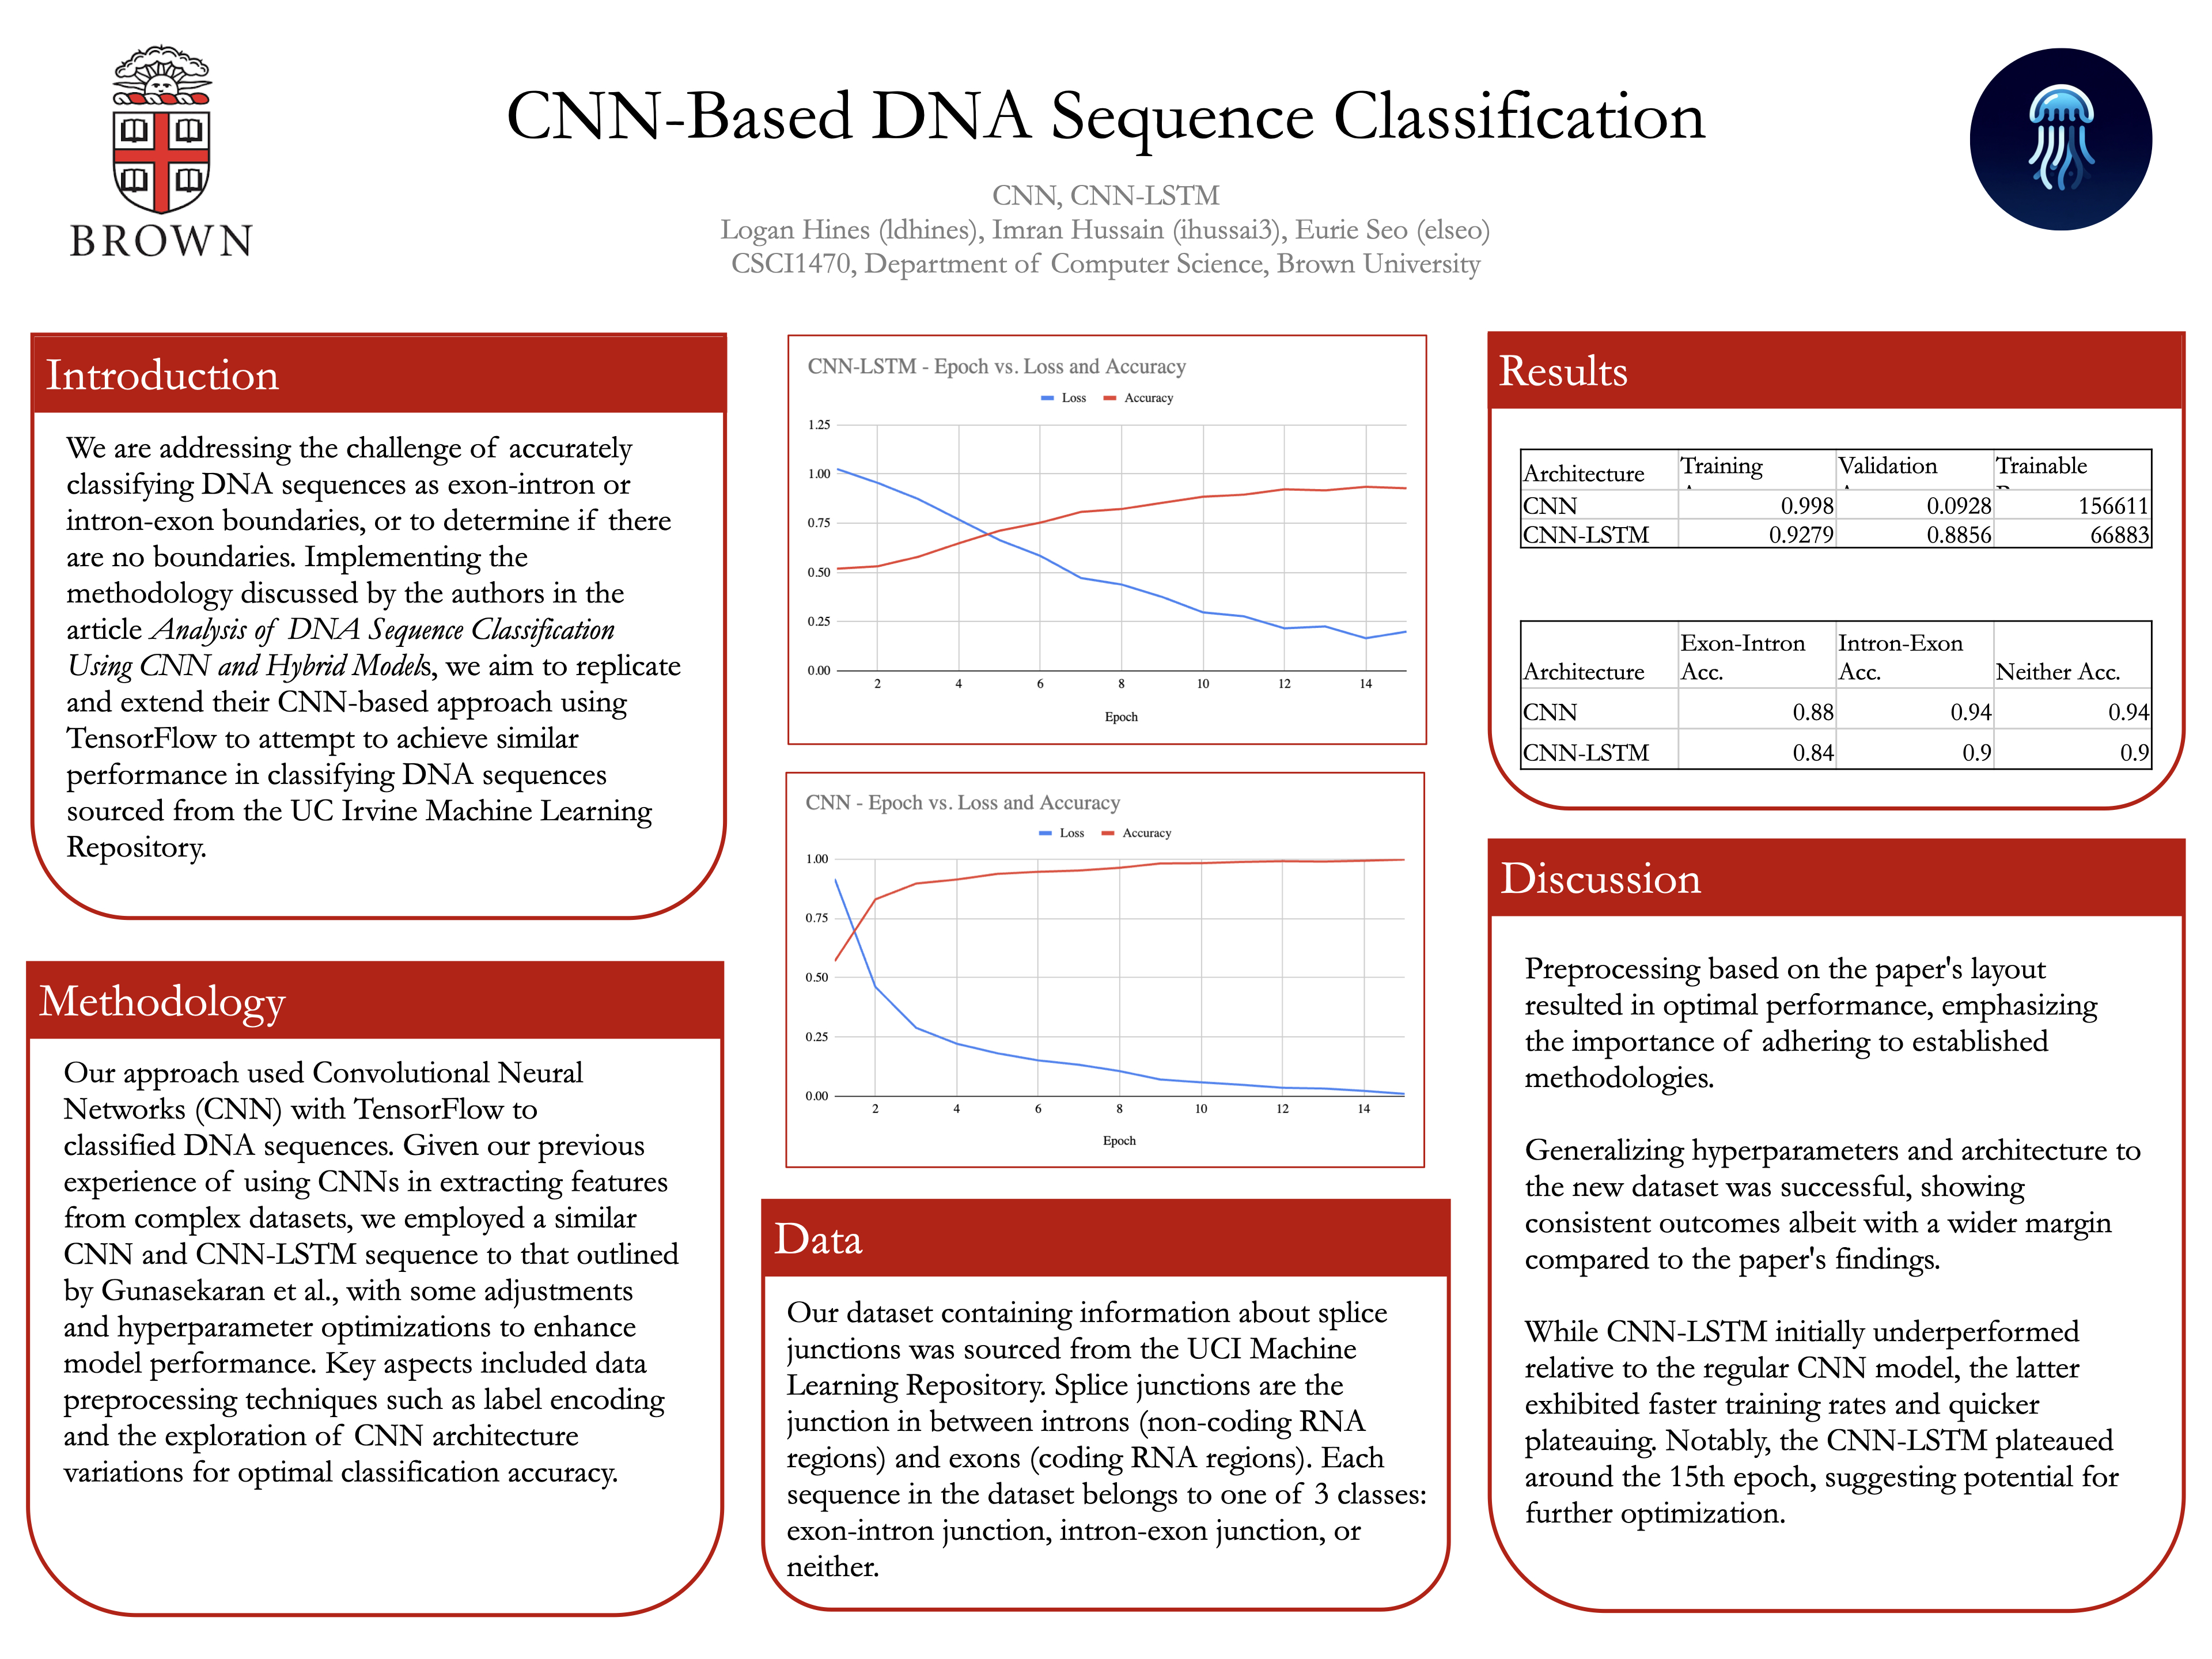 BROWN
CNN-Based DNA Sequence Classification
CNN, CNN-LSTM
Logan Hines (ldhines), Imran Hussain (ihussai3), Eurie Seo (elseo)
CSCI1470, Department of Computer Science, Brown University
Introduction
We are addressing the challenge of accurately
classifying DNA sequences as exon-intron or
intron-exon boundaries, or to determine if there
are no boundaries. Implementing the
methodology discussed by the authors in the
article Analysis of DNA Sequence Classification
Using CNN and Hybrid Models, we aim to replicate
and extend their CNN-based approach using
TensorFlow to attempt to achieve similar
performance in classifying DNA sequences
sourced from the UC Irvine Machine Learning
Repository.
Methodology
Our approach used Convolutional Neural
Networks (CNN) with TensorFlow to
classified DNA sequences. Given our previous
experience of using CNNs in extracting features
from complex datasets, we employed a similar
CNN and CNN-LSTM sequence to that outlined
by Gunasekaran et al., with some adjustments
and hyperparameter optimizations to enhance
model performance. Key aspects included data
preprocessing techniques such as label encoding
and the exploration of CNN architecture
variations for optimal classification accuracy.
CNN-LSTM - Epoch vs. Loss and Accuracy
Loss Accuracy
1.25
1.00
0.75
0.50
0.25
0.00
2 4 6 8 10 12 14
Epoch
CNN - Epoch vs. Loss and Accuracy
Loss Accuracy
1.00
0.75
0.50
0.25
0.00
2 4 6 8 10 12 14
Epoch
Data
Our dataset containing information about splice
junctions was sourced from the UCI Machine
Learning Repository. Splice junctions are the
junction in between introns (non-coding RNA
regions) and exons (coding RNA regions). Each
sequence in the dataset belongs to one of 3 classes:
exon-intron junction, intron-exon junction, or
neither.
Results
Architecture Training Validation Trainable
CNN 0.998 0.0928 156611
CNN-LSTM 0.9279 0.8856 66883
Exon-Intron Intron-Exon
Architecture Acc. Acc. Neither Acc.
CNN 0.88 0.94 0.94
CNN-LSTM 0.84 0.9 0.9
Discussion
Preprocessing based on the paper's layout
resulted in optimal performance, emphasizing
the importance of adhering to established
methodologies.
Generalizing hyperparameters and architecture to
the new dataset was successful, showing
consistent outcomes albeit with a wider margin
compared to the paper's findings.
While CNN-LSTM initially underperformed
relative to the regular CNN model, the latter
exhibited faster training rates and quicker
plateauing. Notably, the CNN-LSTM plateaued
around the 15th epoch, suggesting potential for
further optimization.